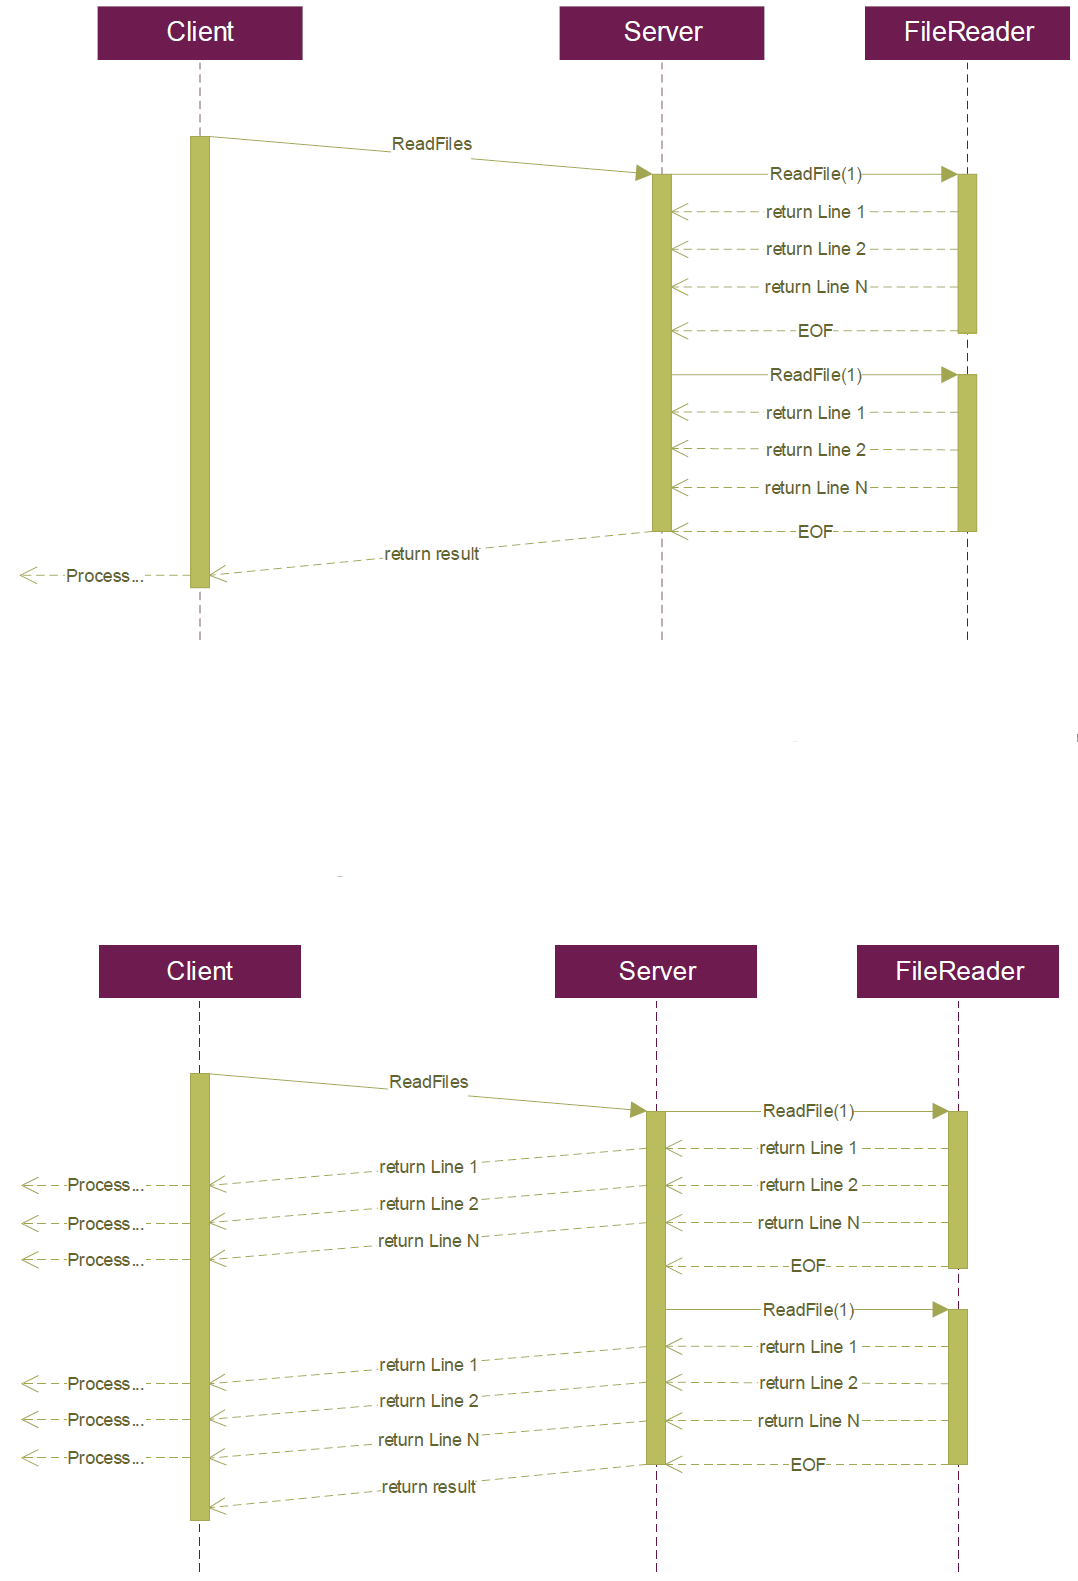 Client Server FileReader
ReadFiles
ReadFile(1)
return Line 1
return Line 2
return Line N
EOF
ReadFile(1)
return Line 1
return Line 2
return Line N
EOF
return result
Process...
Client Server FileReader
ReadFiles
ReadFile(1)
return Line 1
return Line 1
Process... return Line 2
return Line 2
Process... return Line N
return Line N
Process... EOF
ReadFile(1)
return Line 1
return Line 1
Process... return Line 2
return Line 2
Process... return Line N
return Line N
Process... EOF
return result